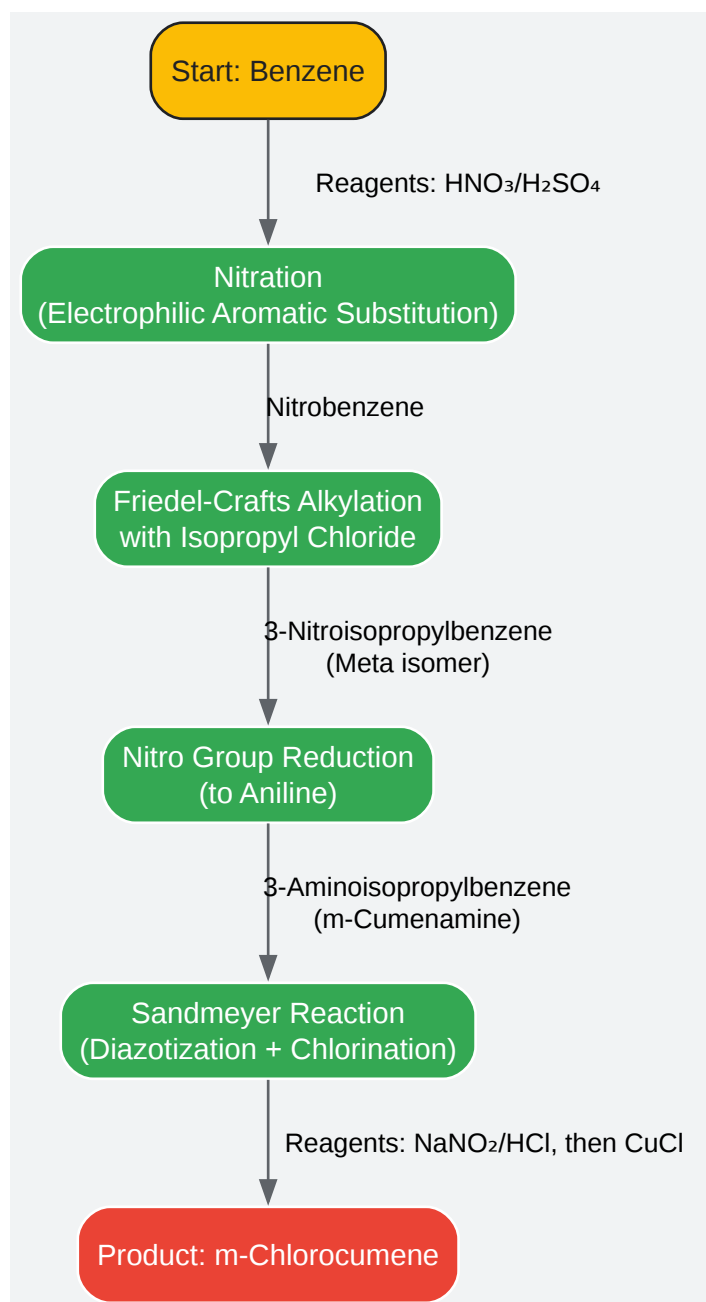 Start: Benzene
Reagents: HNO₃/H₂SO₄
Nitration
(Electrophilic Aromatic Substitution)
Nitrobenzene
Friedel-Crafts Alkylation
with Isopropyl Chloride
3-Nitroisopropylbenzene
(Meta isomer)
Nitro Group Reduction
(to Aniline)
3-Aminoisopropylbenzene
(m-Cumenamine)
Sandmeyer Reaction
(Diazotization + Chlorination)
Reagents: NaNO₂/HCl, then CuCl
Product: m-Chlorocumene